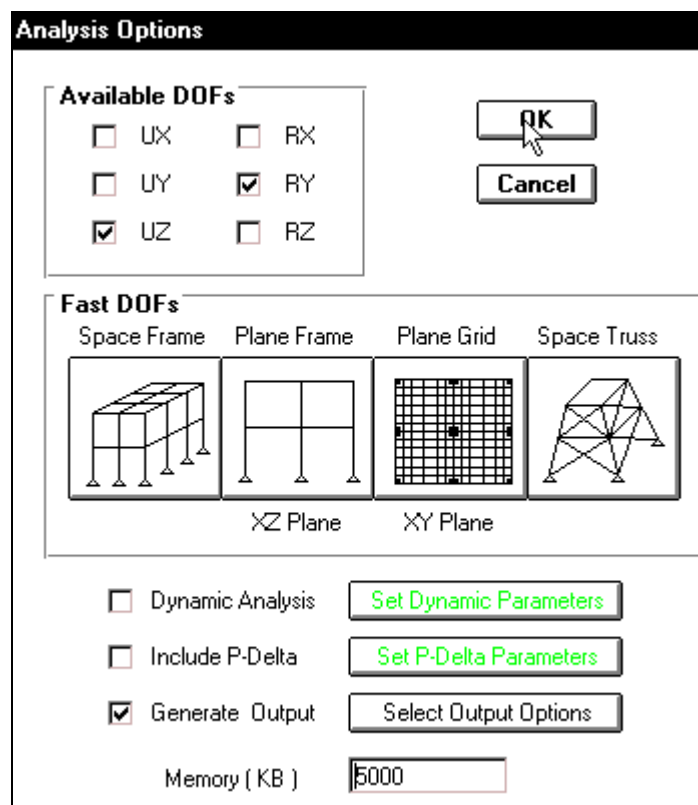 Analysis Options
Available DOFs
UX RX
UY RY
UZ RZ
OK
Cancel
Fast DOFs
Space Frame Plane Frame Plane Grid Space Truss
XZ Plane XY Plane
Dynamic Analysis Set Dynamic Parameters
Include P-Delta Set P-Delta Parameters
Generate Output Select Output Options
Memory ( KB ) 5000